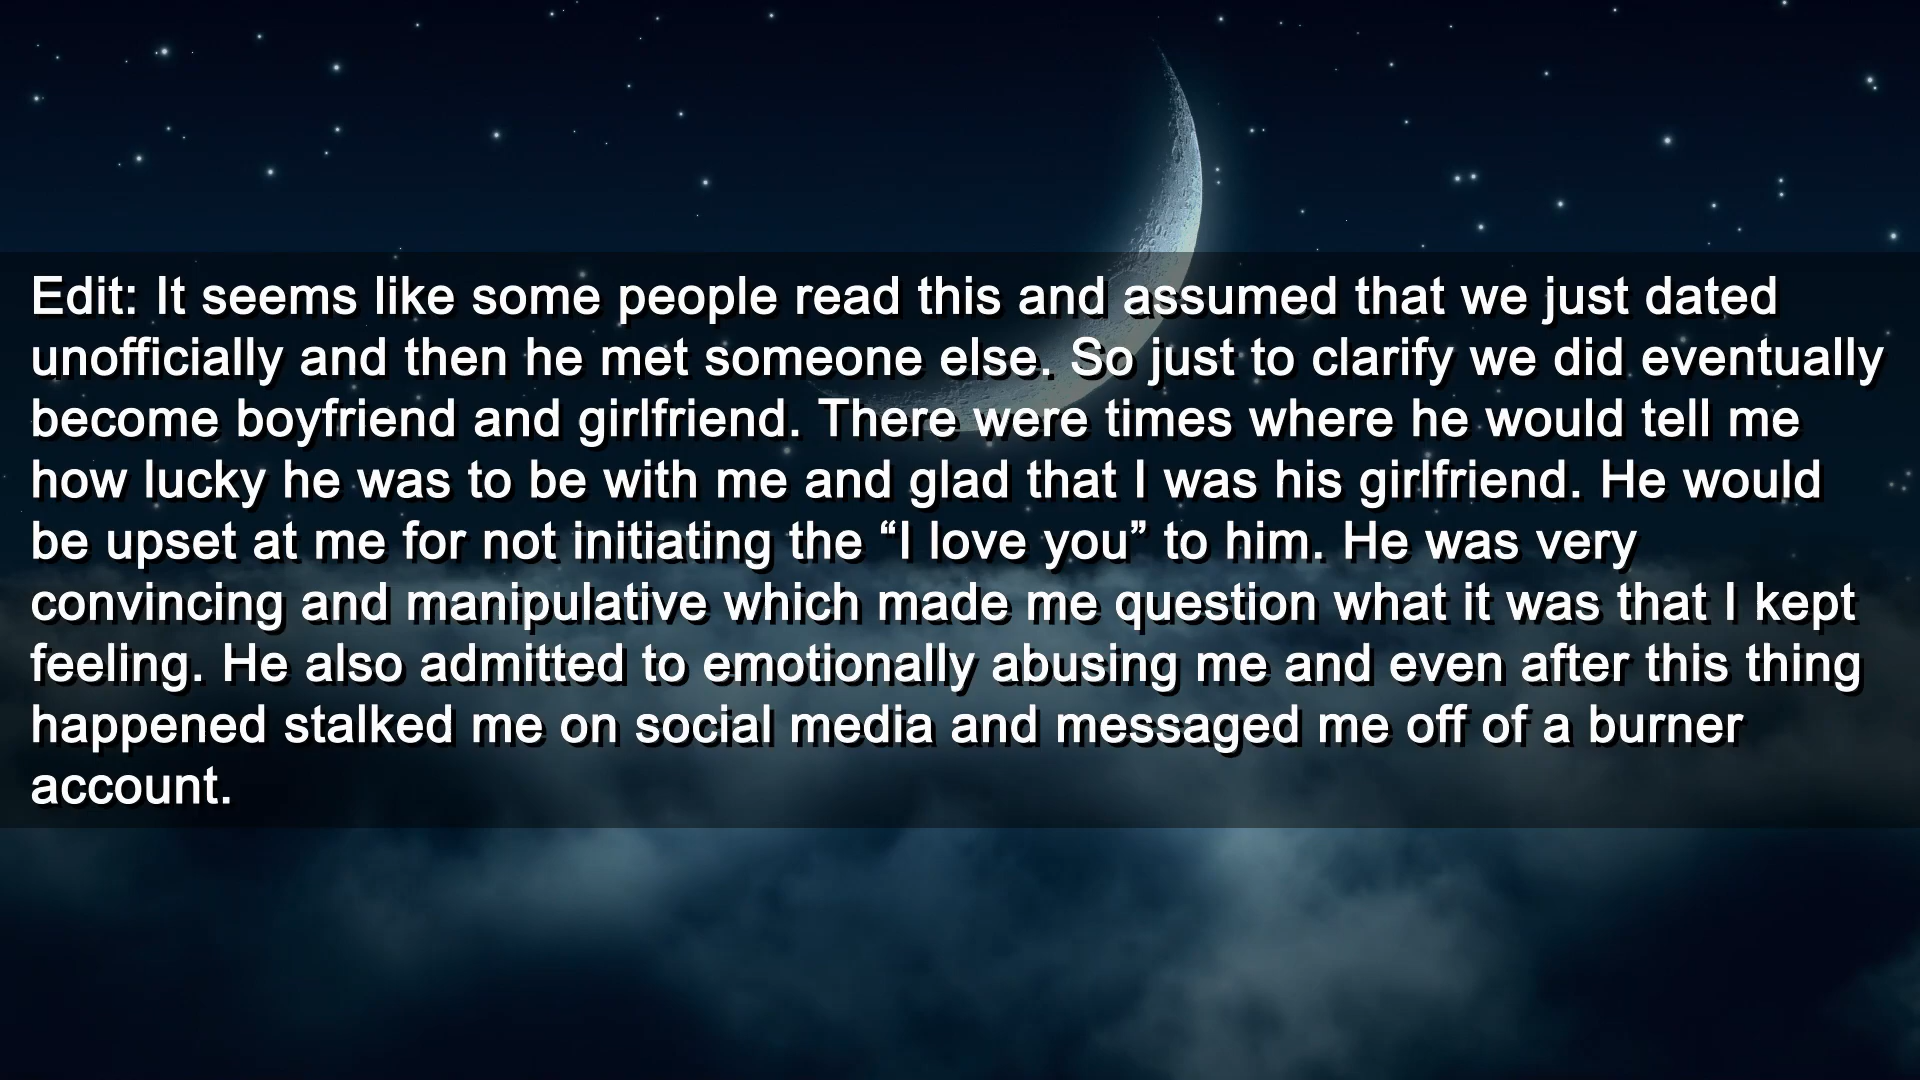 Edit: It seems like some people read this and assumed that we just dated
unofficially and then he met someone else. So just to clarify we did eventually
become boyfriend and girlfriend. There were times where he would tell me
how lucky he was to be with me and glad that I was his girlfriend. He would
be upset at me for not initiating the “I love you” to him. He was very
convincing and manipulative which made me question what it was that I kept
feeling. He also admitted to emotionally abusing me and even after this thing
happened stalked me on social media and messaged me off of a burner
account.